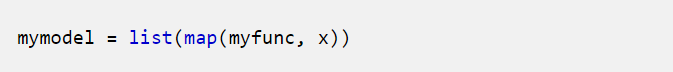 mymodel = list(map(myfunc, x))